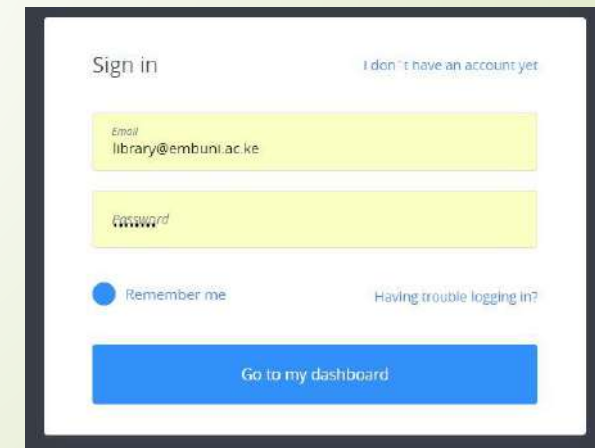 Sign in
I don`t have an account yet
Email
library@embuni.ac.ke
Password
Remember me
Having trouble logging in?
Go to my dashboard